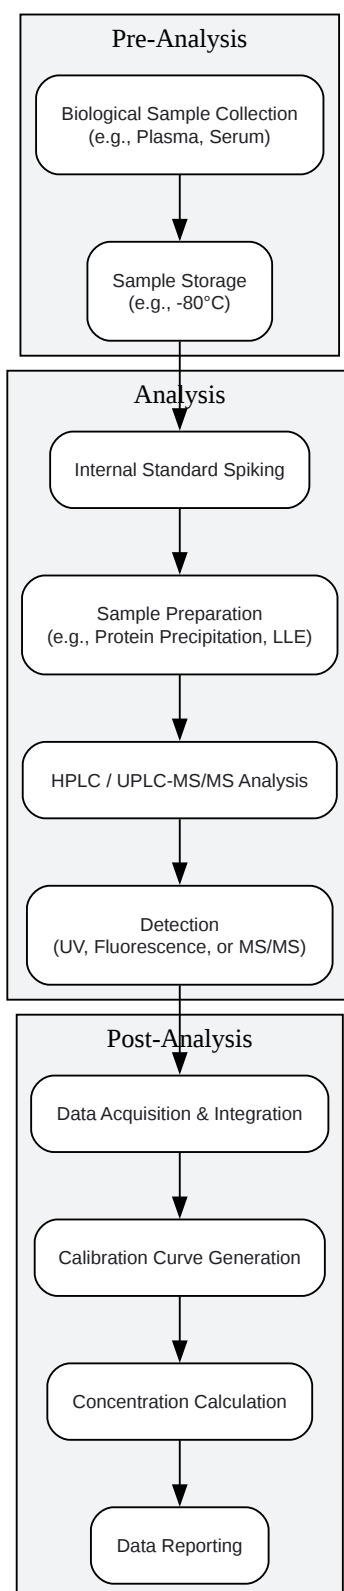 Pre-Analysis
Biological Sample Collection
(e.g., Plasma, Serum)
Sample Storage
(e.g., -80°C)
Analysis
Internal Standard Spiking
Sample Preparation
(e.g., Protein Precipitation, LLE)
HPLC / UPLC-MS/MS Analysis
Detection
(UV, Fluorescence, or MS/MS)
Post-Analysis
Data Acquisition & Integration
Calibration Curve Generation
Concentration Calculation
Data Reporting